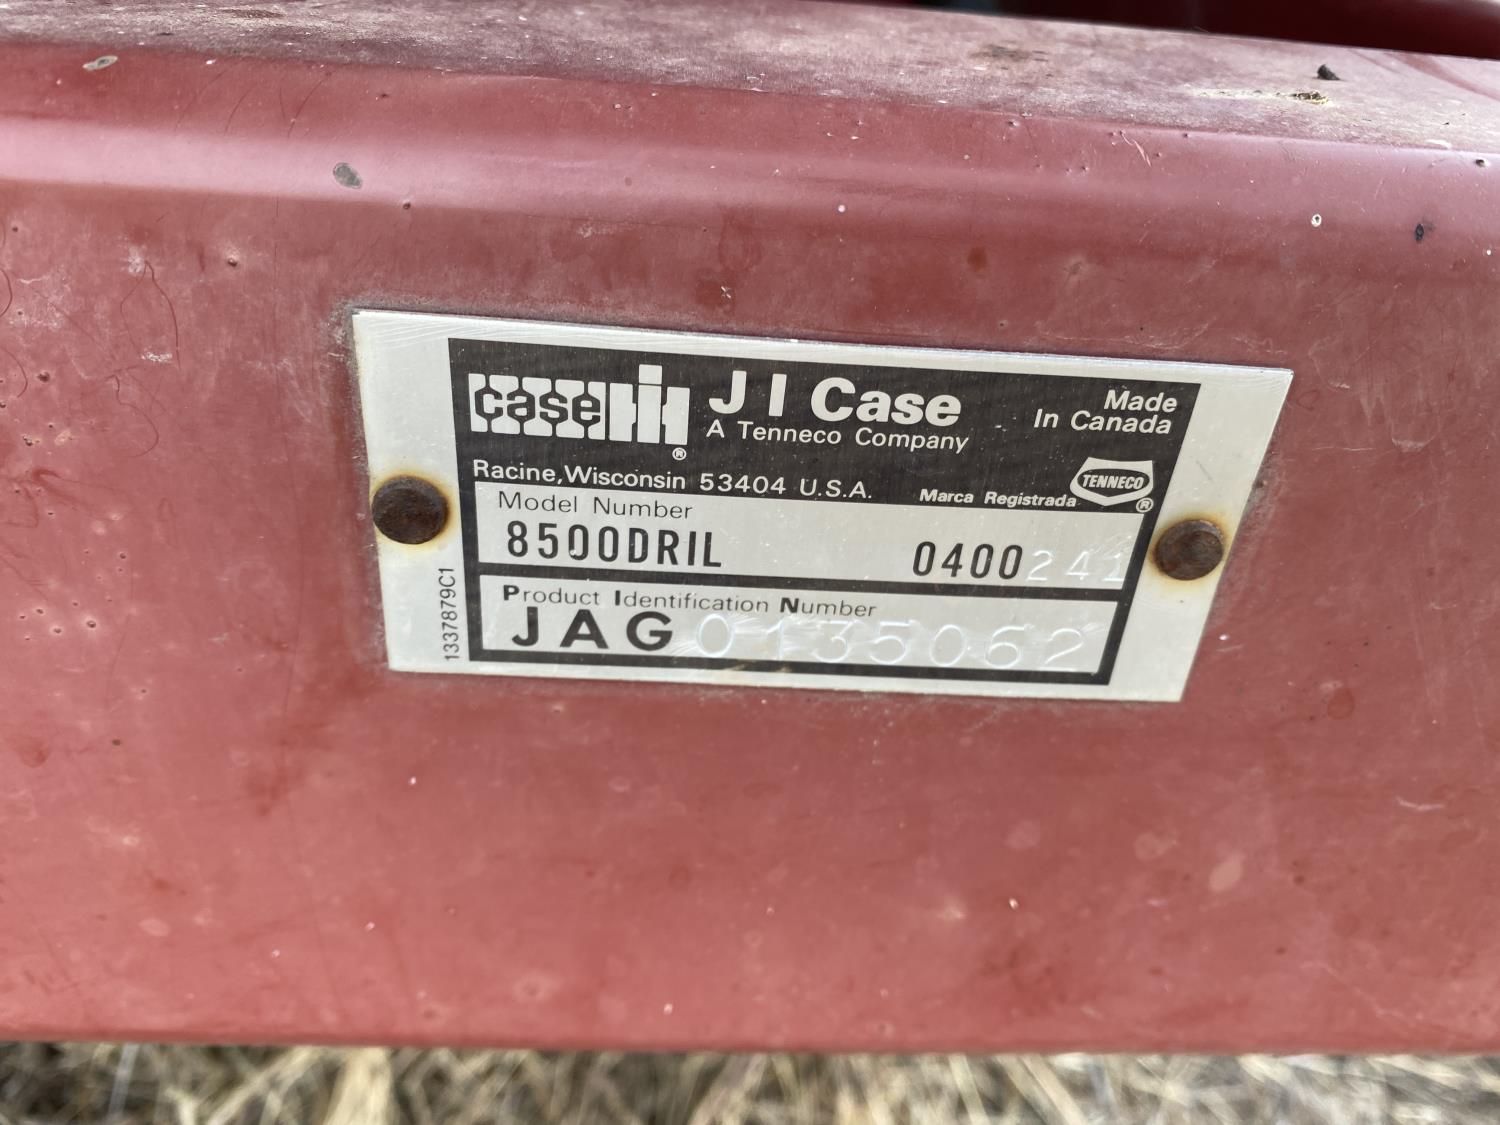 case IH ® J I Case Made
A Tenneco Company In Canada
Racine, Wisconsin 53404 U.S.A. Marca Registrada TENNECO ®
Model Number
8500DRIL 0400241
Product Identification Number
JAG0135062
1337879C1